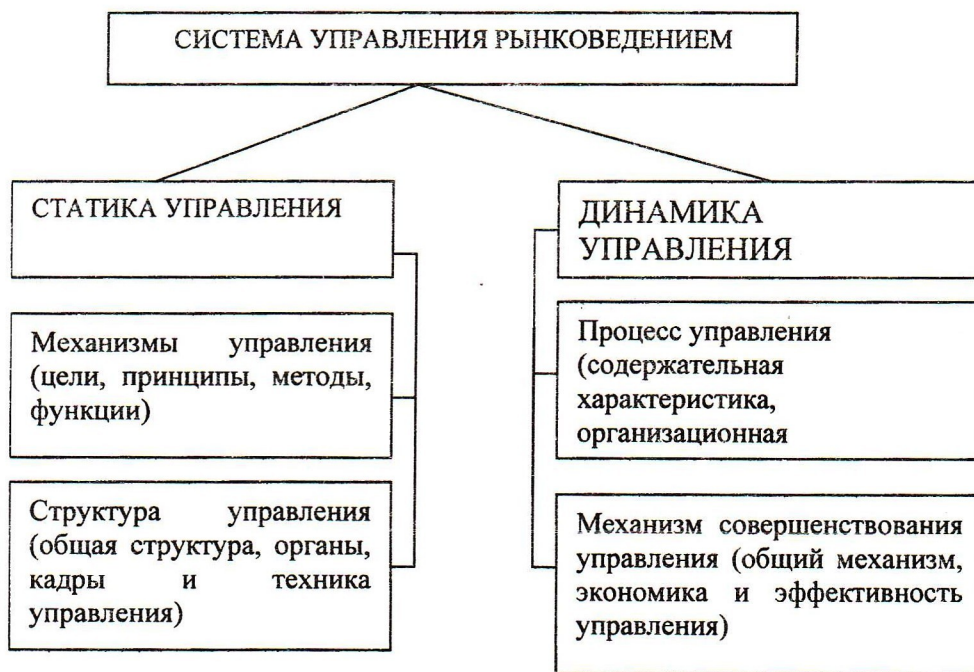 СИСТЕМА УПРАВЛЕНИЯ РЫНКОВЕДЕНИЕМ
СТАТИКА УПРАВЛЕНИЯ
Механизмы управления
(цели, принципы, методы,
функции)
Структура управления
(общая структура, органы,
кадры и техника
управления)
ДИНАМИКА
УПРАВЛЕНИЯ
Процесс управления
(содержательная
характеристика,
организационная
Механизм совершенствования
управления (общий механизм,
экономика и эффективность
управления)